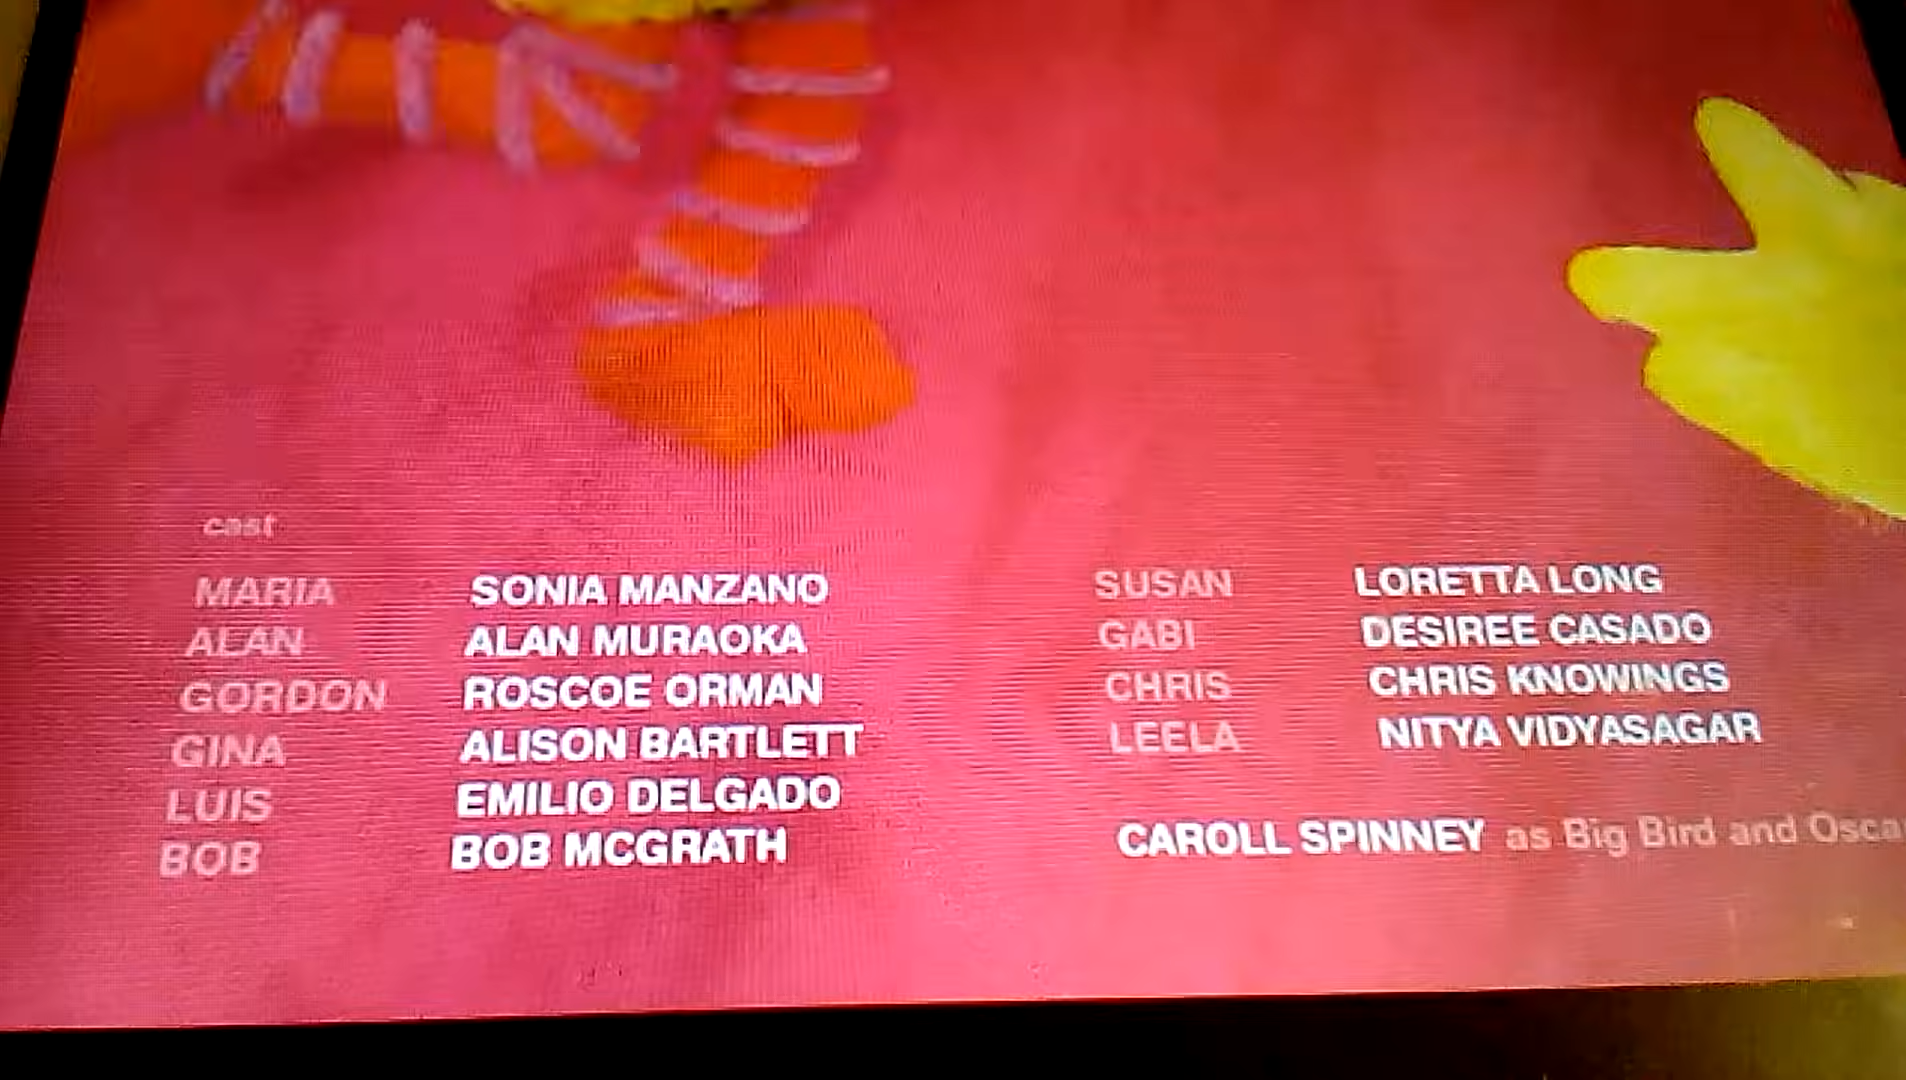 cast
MARIA SONIA MANZANO
ALAN ALAN MURAOKA
GORDON ROSCOE ORMAN
GINA ALISON BARTLETT
LUIS EMILIO DELGADO
BOB BOB MCGRATH
SUSAN LORETTA LONG
GABI DESIREE CASADO
CHRIS CHRIS KNOWINGS
LEELA NITYA VIDYASAGAR
CAROLL SPINNEY as Big Bird and Oscar